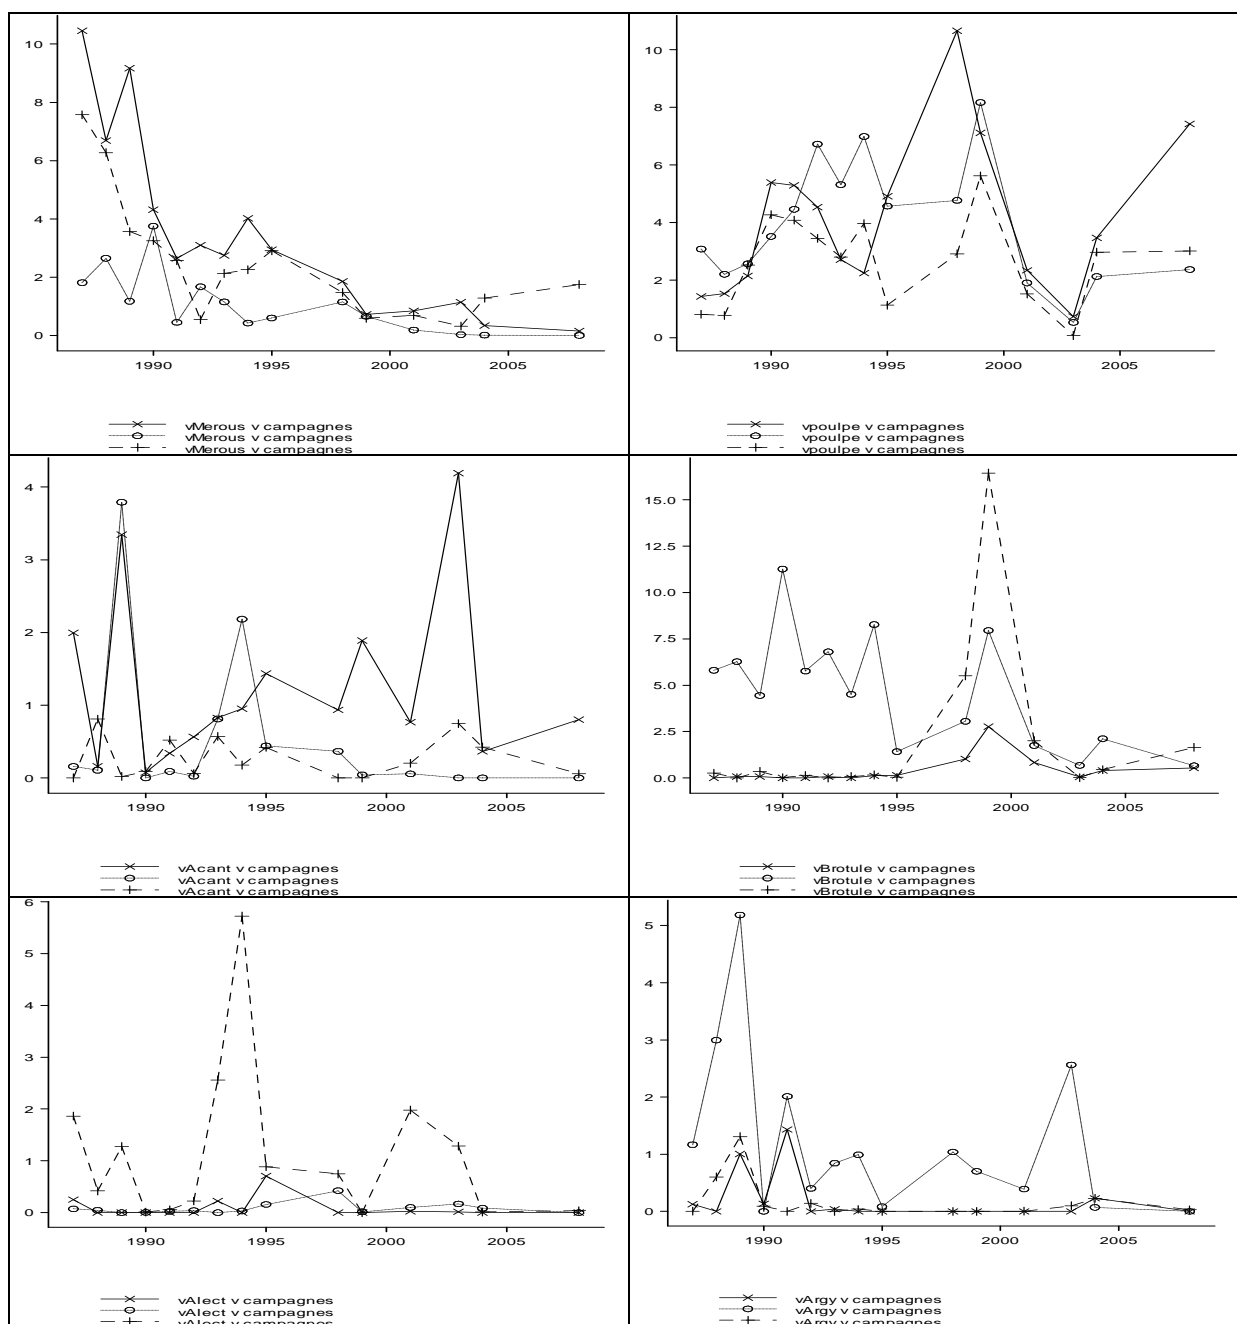 10
8
6
4
2
0
1990 1995 2000 2005
vMerous v campagnes
vMerous v campagnes
vMerous v campagnes
10
8
6
4
2
0
1990 1995 2000 2005
vpoulpe v campagnes
vpoulpe v campagnes
vpoulpe v campagnes
4
3
2
1
0
1990 1995 2000 2005
vAcant v campagnes
vAcant v campagnes
vAcant v campagnes
15.0
12.5
10.0
7.5
5.0
2.5
0.0
1990 1995 2000 2005
vBrotule v campagnes
vBrotule v campagnes
vBrotule v campagnes
6
5
4
3
2
1
0
1990 1995 2000 2005
vAlect v campagnes
vAlect v campagnes
vAlect v campagnes
5
4
3
2
1
0
1990 1995 2000 2005
vArgy v campagnes
vArgy v campagnes
vArgy v campagnes